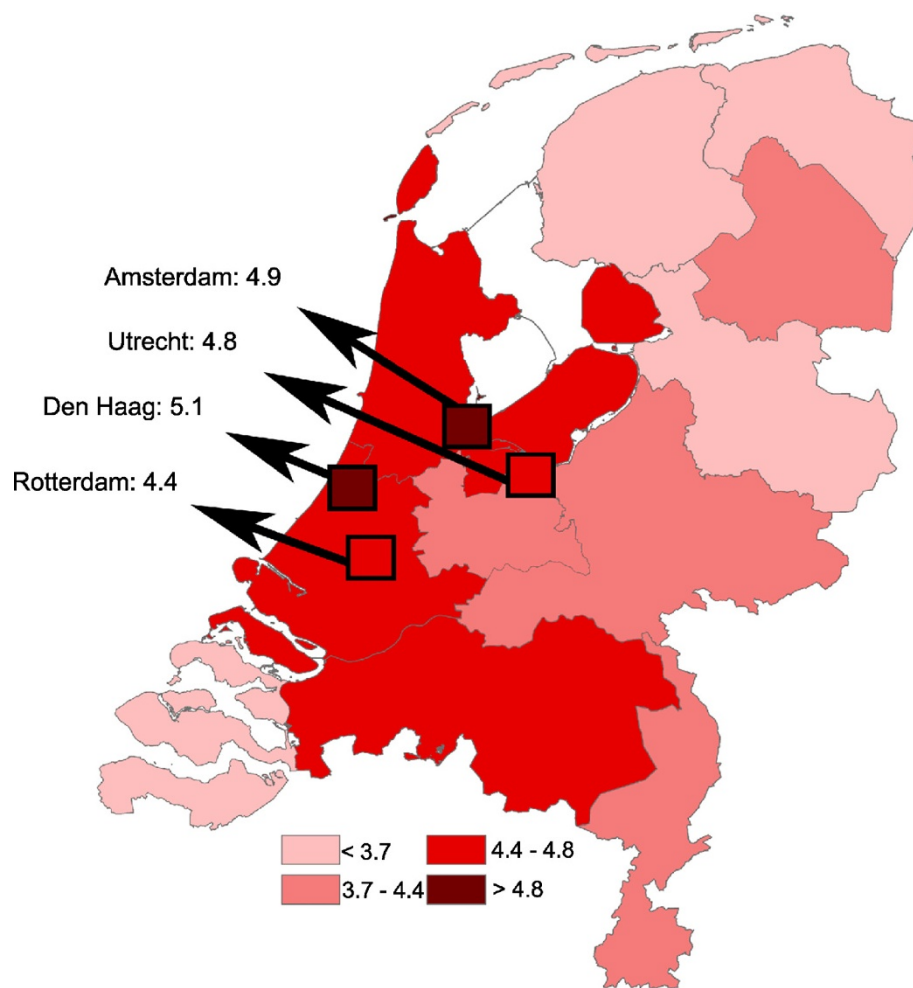 Amsterdam: 4.9
Utrecht: 4.8
Den Haag: 5.1
Rotterdam: 4.4
< 3.7
4.4 - 4.8
3.7 - 4.4
> 4.8